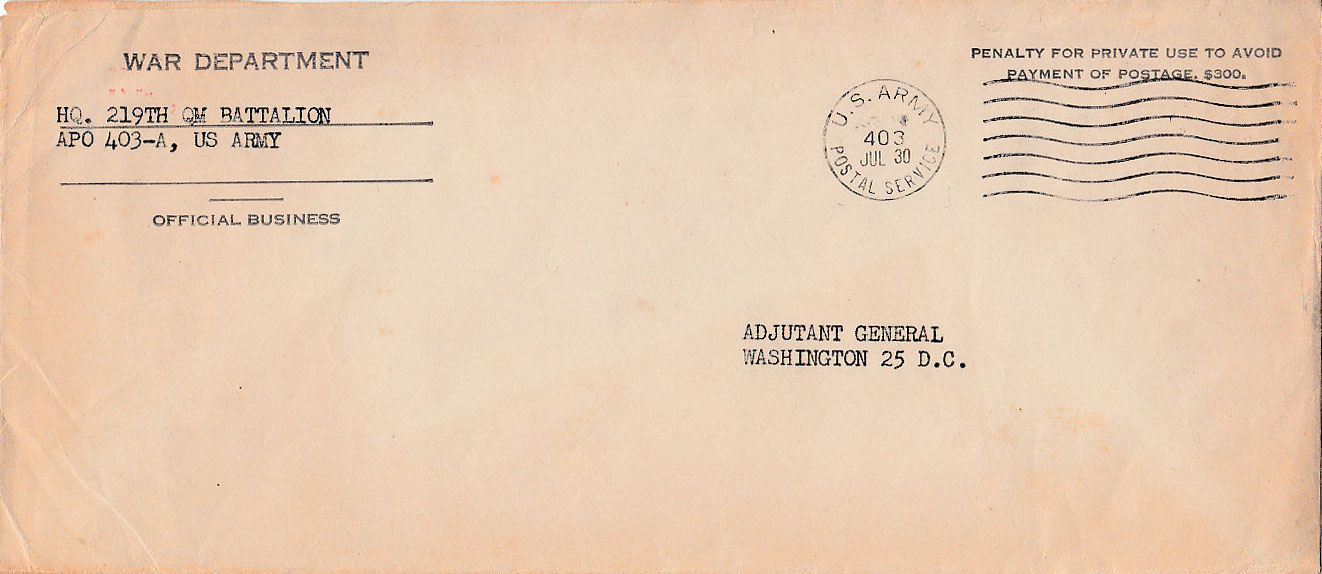 WAR DEPARTMENT
HQ. 219TH QM BATTALION
APO 403-A, US ARMY
OFFICIAL BUSINESS
U.S. ARMY
403
JUL 30
POSTAL SERVICE
PENALTY FOR PRIVATE USE TO AVOID
PAYMENT OF POSTAGE, $300.
ADJUTANT GENERAL
WASHINGTON 25 D.C.